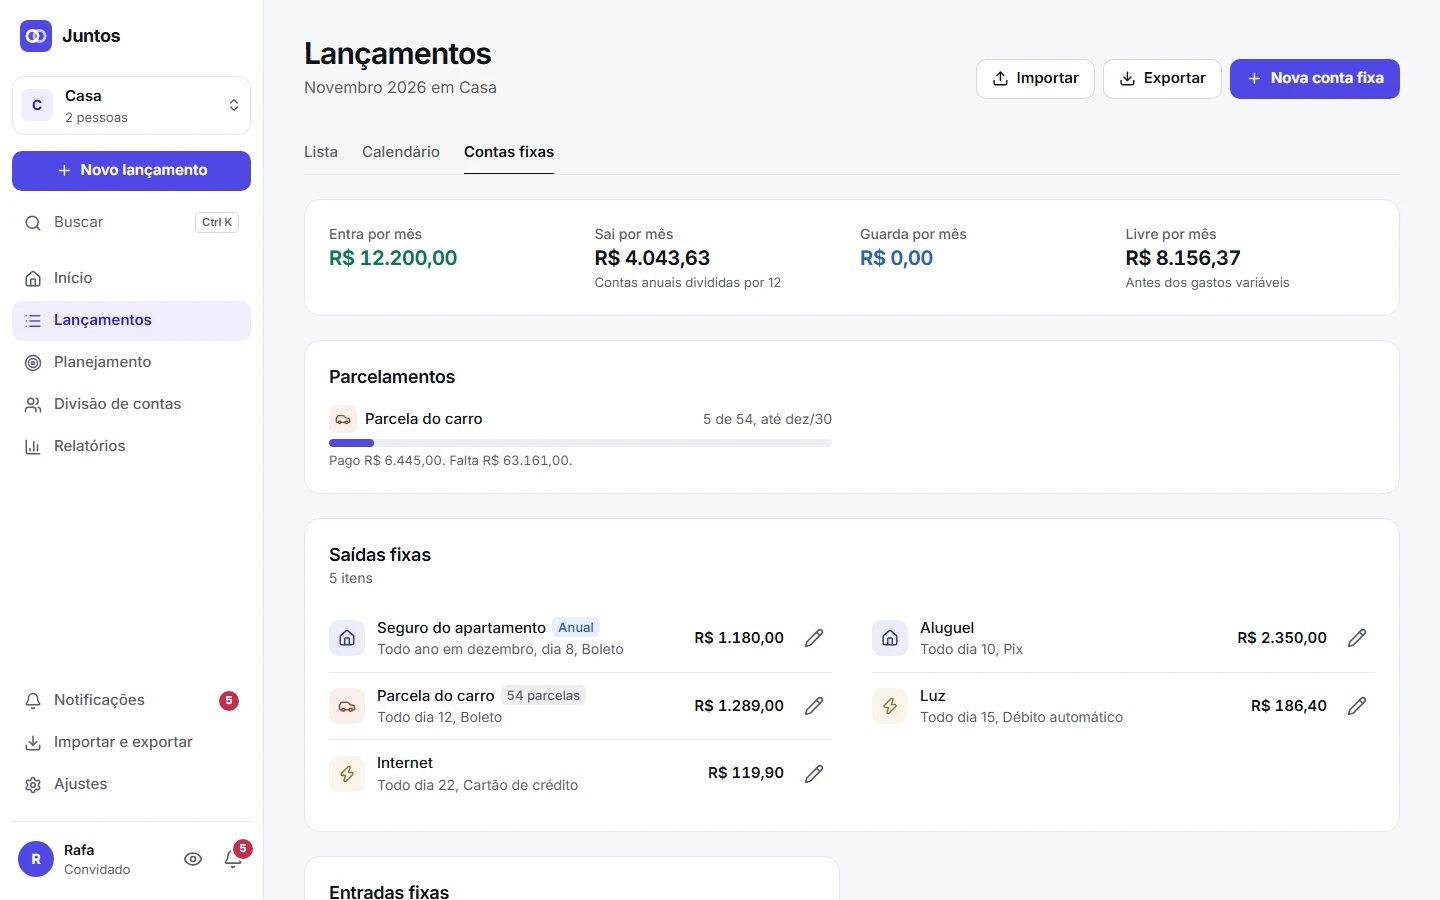 Juntos
C
Casa
2 pessoas
Novo lançamento
Buscar
Ctrl K
Início
Lançamentos
Planejamento
Divisão de contas
Relatórios
Notificações
5
Importar e exportar
Ajustes
R
Rafa
Convidado
5
Lançamentos
Novembro 2026 em Casa
Importar
Exportar
Nova conta fixa
Lista
Calendário
Contas fixas
Entra por mês
R$ 12.200,00
Sai por mês
R$ 4.043,63
Contas anuais divididas por 12
Guarda por mês
R$ 0,00
Livre por mês
R$ 8.156,37
Antes dos gastos variáveis
Parcelamentos
Parcela do carro
5 de 54, até dez/30
Pago R$ 6.445,00. Falta R$ 63.161,00.
Saídas fixas
5 itens
Seguro do apartamento Anual
Todo ano em dezembro, dia 8, Boleto
R$ 1.180,00
Aluguel
Todo dia 10, Pix
R$ 2.350,00
Parcela do carro 54 parcelas
Todo dia 12, Boleto
R$ 1.289,00
Luz
Todo dia 15, Débito automático
R$ 186,40
Internet
Todo dia 22, Cartão de crédito
R$ 119,90
Entradas fixas